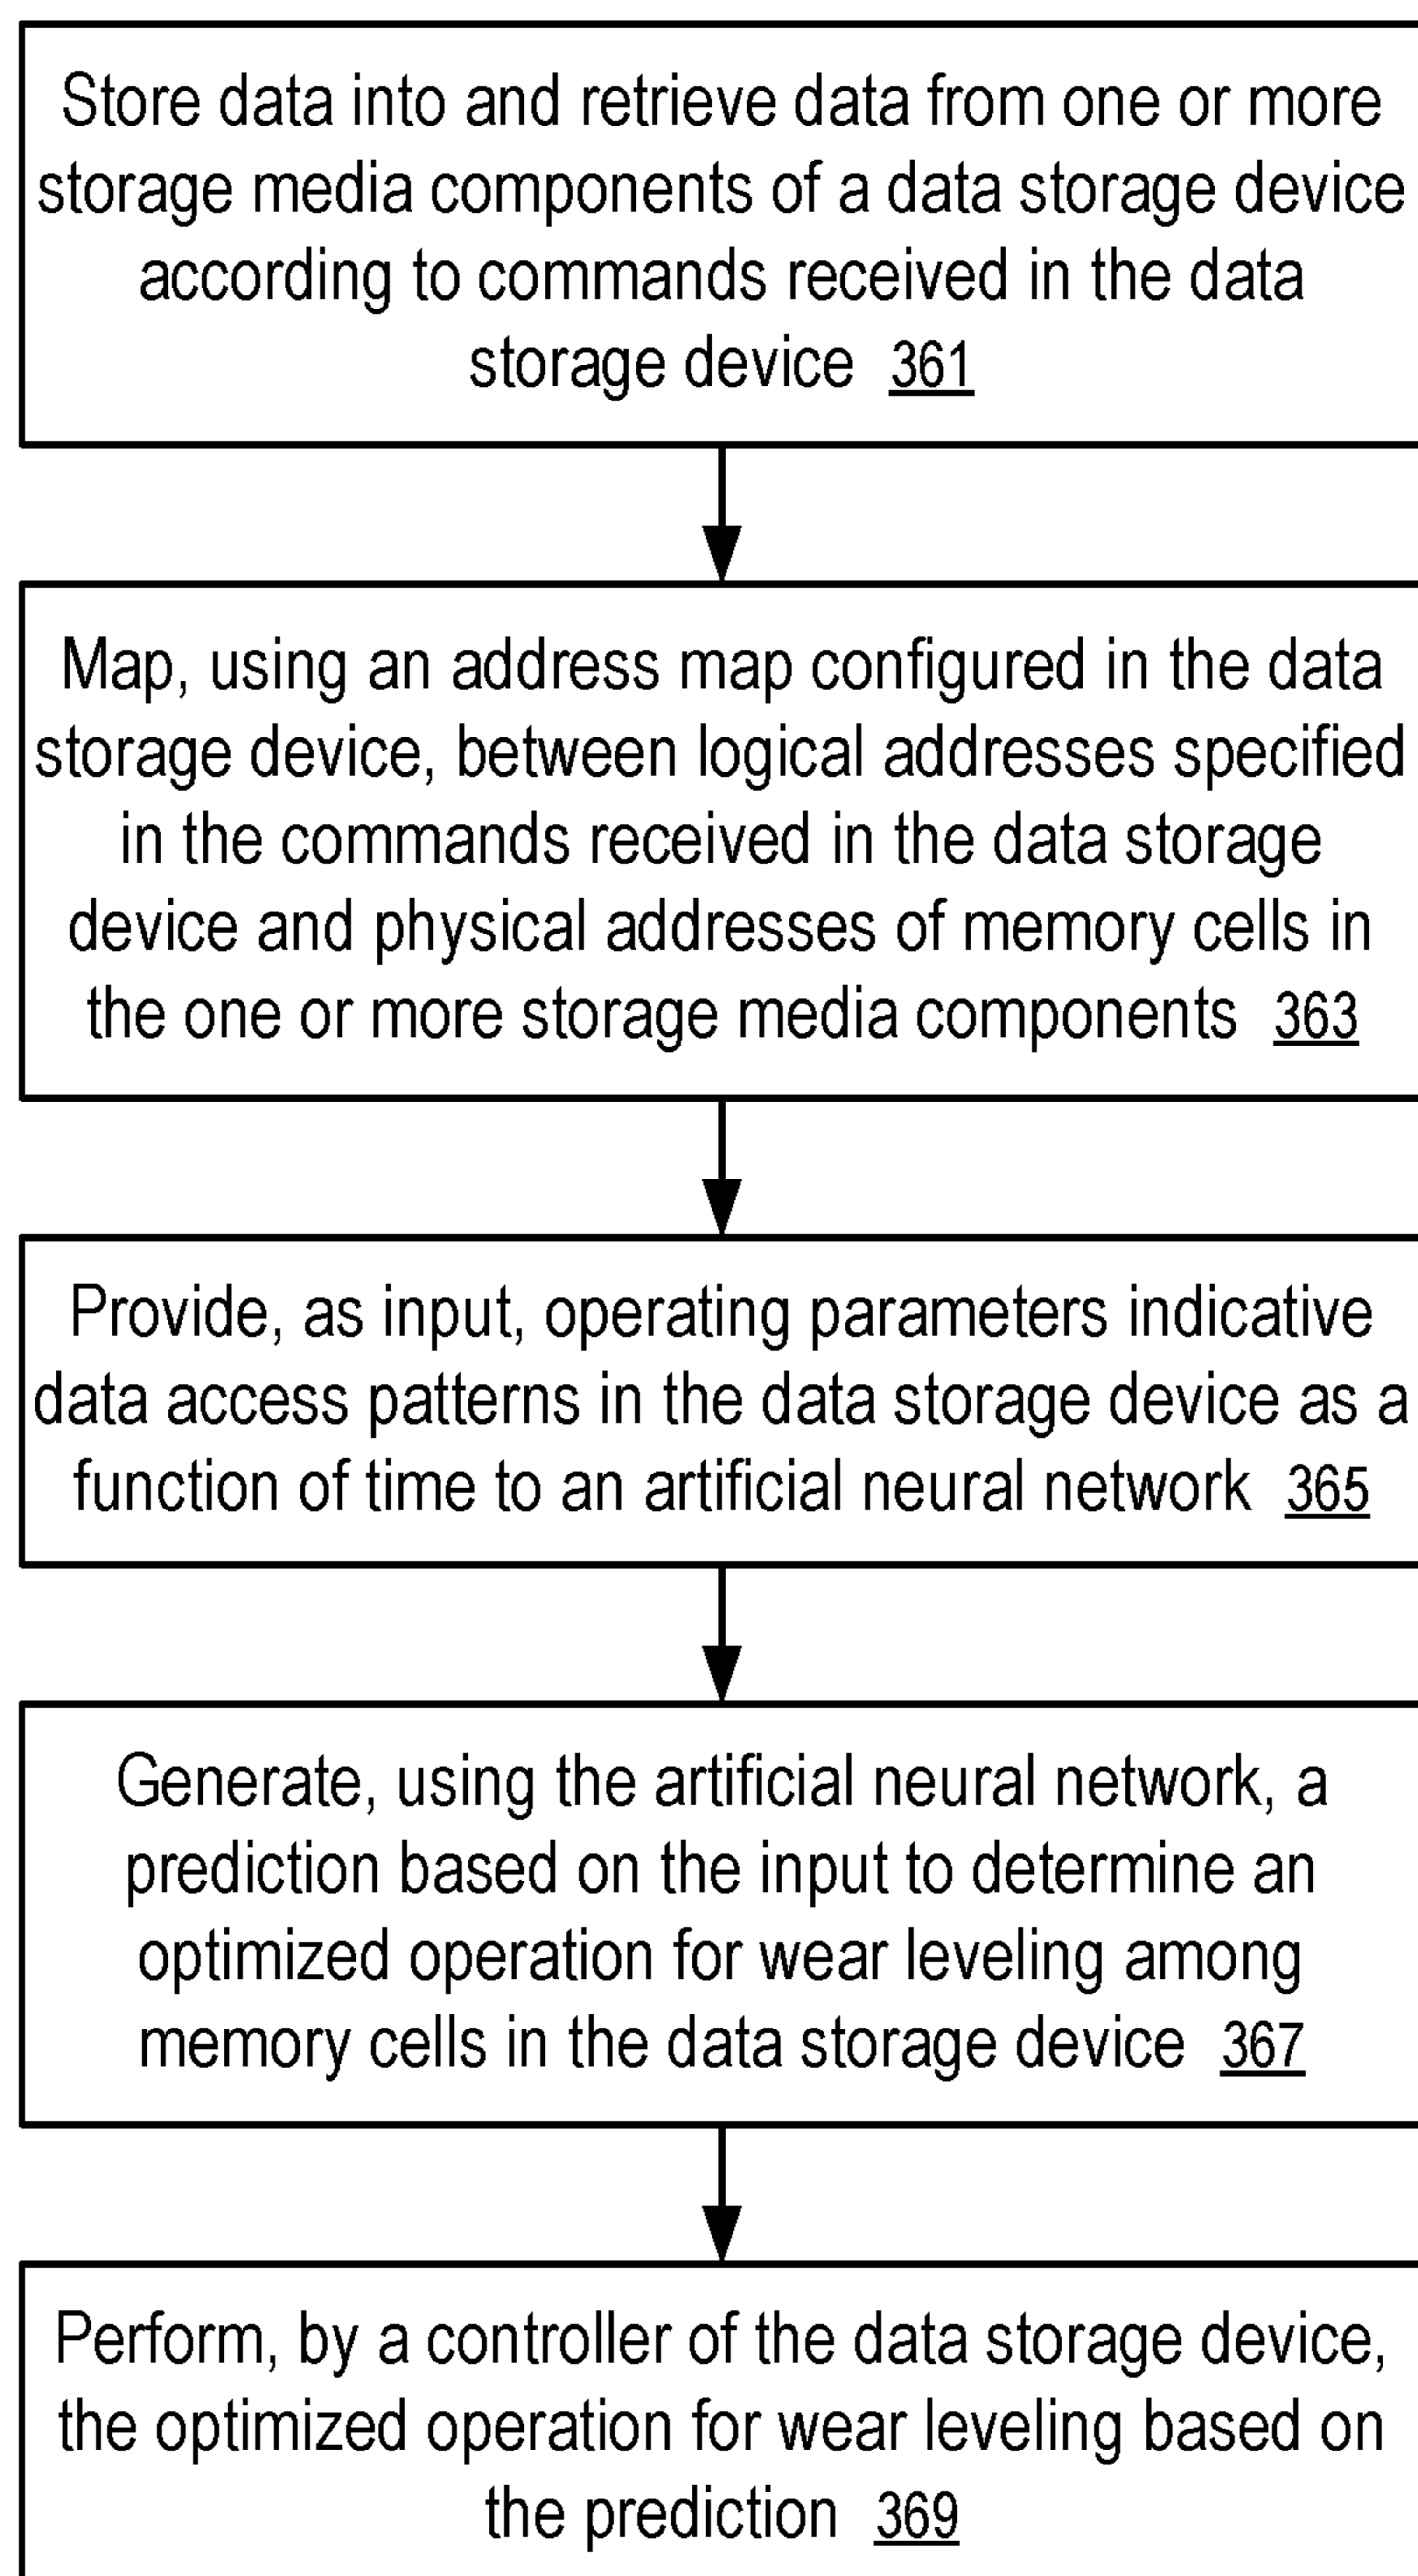 Store data into and retrieve data from one or more
storage media components of a data storage device
according to commands received in the data
storage device 361
Map, using an address map configured in the data
storage device, between logical addresses specified
in the commands received in the data storage
device and physical addresses of memory cells in
the one or more storage media components 363
Provide, as input, operating parameters indicative
data access patterns in the data storage device as a
function of time to an artificial neural network 365
Generate, using the artificial neural network, a
prediction based on the input to determine an
optimized operation for wear leveling among
memory cells in the data storage device 367
Perform, by a controller of the data storage device,
the optimized operation for wear leveling based on
the prediction 369